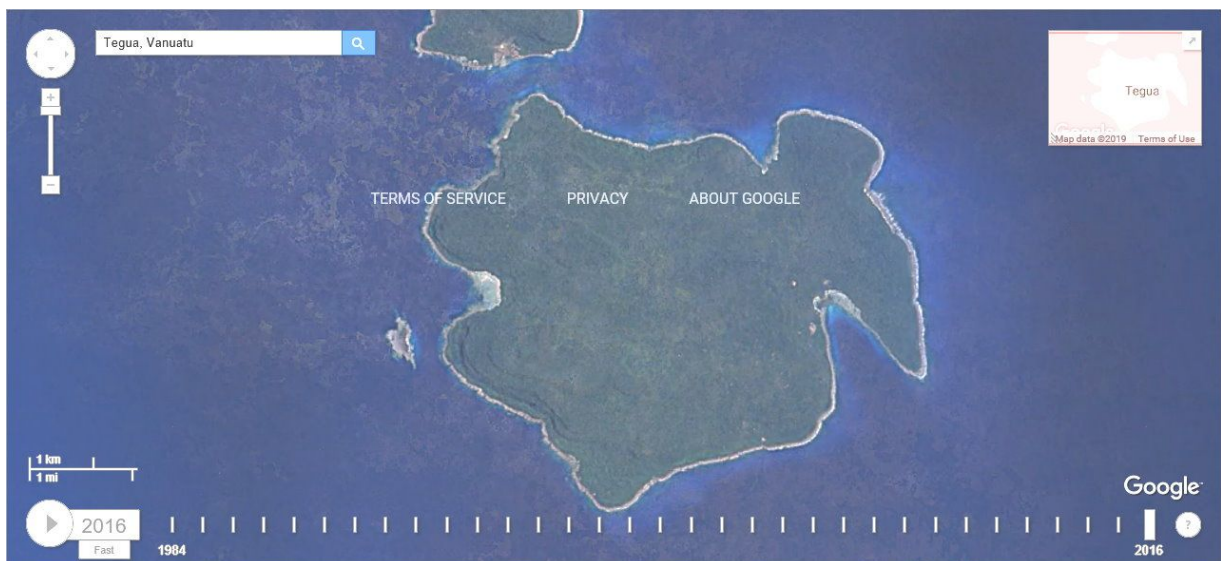 Tegua, Vanuatu
+
−
Tegua
Map data ©2019 Terms of Use
TERMS OF SERVICE PRIVACY ABOUT GOOGLE
1 km
1 mi
Google
2016
Fast
1984
2016
?